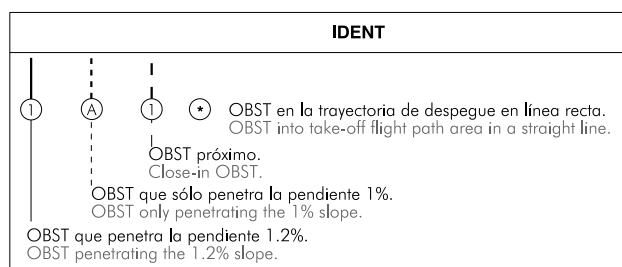 IDENT
1 A 1 * OBST en la trayectoria de despegue en línea recta.
OBST into take-off flight path area in a straight line.
OBST próximo.
Close-in OBST.
OBST que sólo penetra la pendiente 1%.
OBST only penetrating the 1% slope.
OBST que penetra la pendiente 1.2%.
OBST penetrating the 1.2% slope.